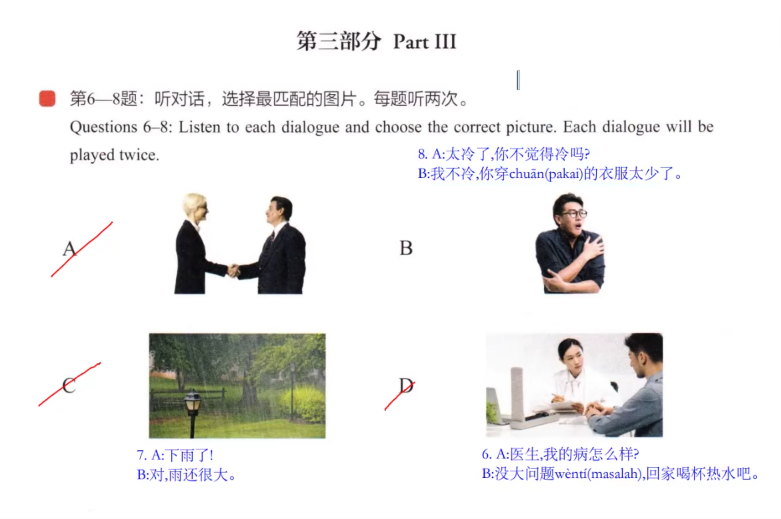 第三部分 Part III
第6—8题：听对话，选择最匹配的图片。每题听两次。
Questions 6–8: Listen to each dialogue and choose the correct picture. Each dialogue will be
played twice.
8. A:太冷了,你不觉得冷吗?
B:我不冷,你穿chuān(pakai)的衣服太少了。
A
B
C
D
7. A:下雨了!
B:对,雨还很大。
6. A:医生,我的病怎么样?
B:没大问题wèntí(masalah),回家喝杯热水吧。